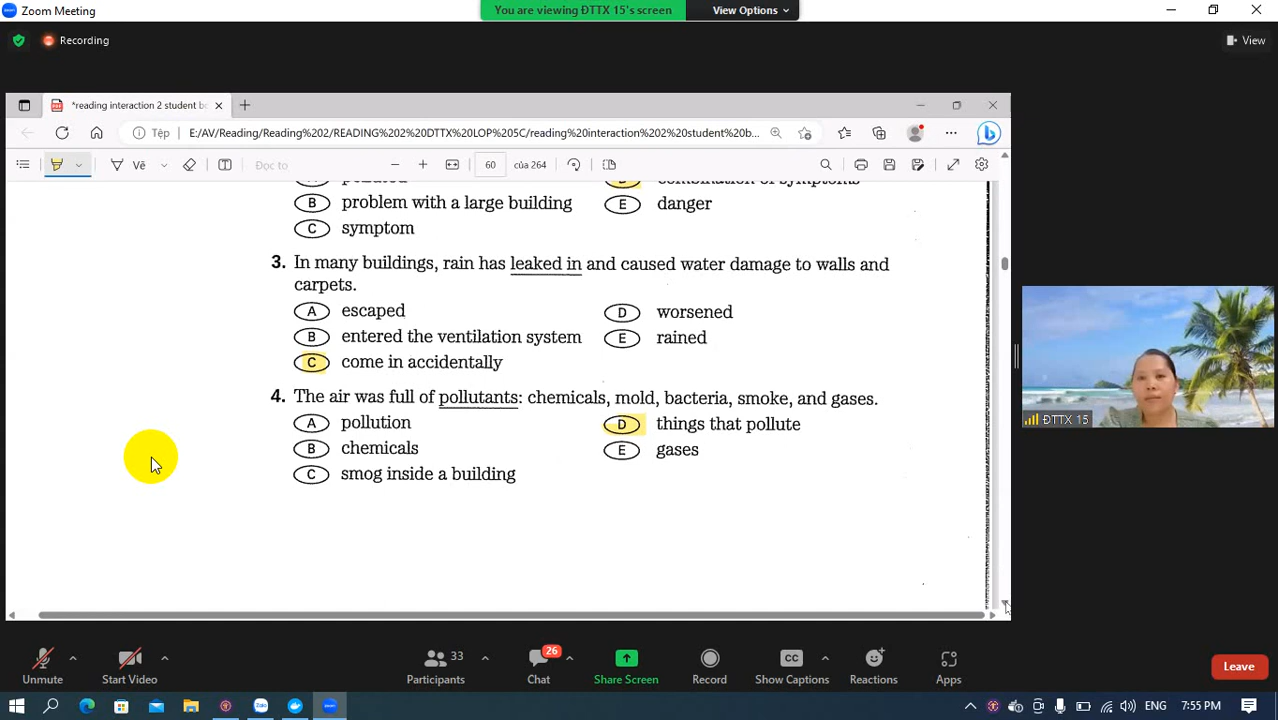 Zoom Meeting
You are viewing ĐTTX 15's screen
View Options
Recording
View
*reading interaction 2 student bo
Tệp
E:/AV/Reading/Reading%202/READING%202%20DTTX%20LOP%205C/reading%20interaction%202%20student%20b...
Vẽ
Đọc to
60
của 264
combination of symptoms
B problem with a large building
E danger
C symptom
3. In many buildings, rain has leaked in and caused water damage to walls and
carpets.
A escaped
D worsened
B entered the ventilation system
E rained
C come in accidentally
4. The air was full of pollutants: chemicals, mold, bacteria, smoke, and gases.
A pollution
D things that pollute
B chemicals
E gases
C smog inside a building
ĐTTX 15
Unmute
Start Video
33
Participants
26
Chat
Share Screen
Record
CC
Show Captions
Reactions
Apps
Leave
ENG
7:55 PM